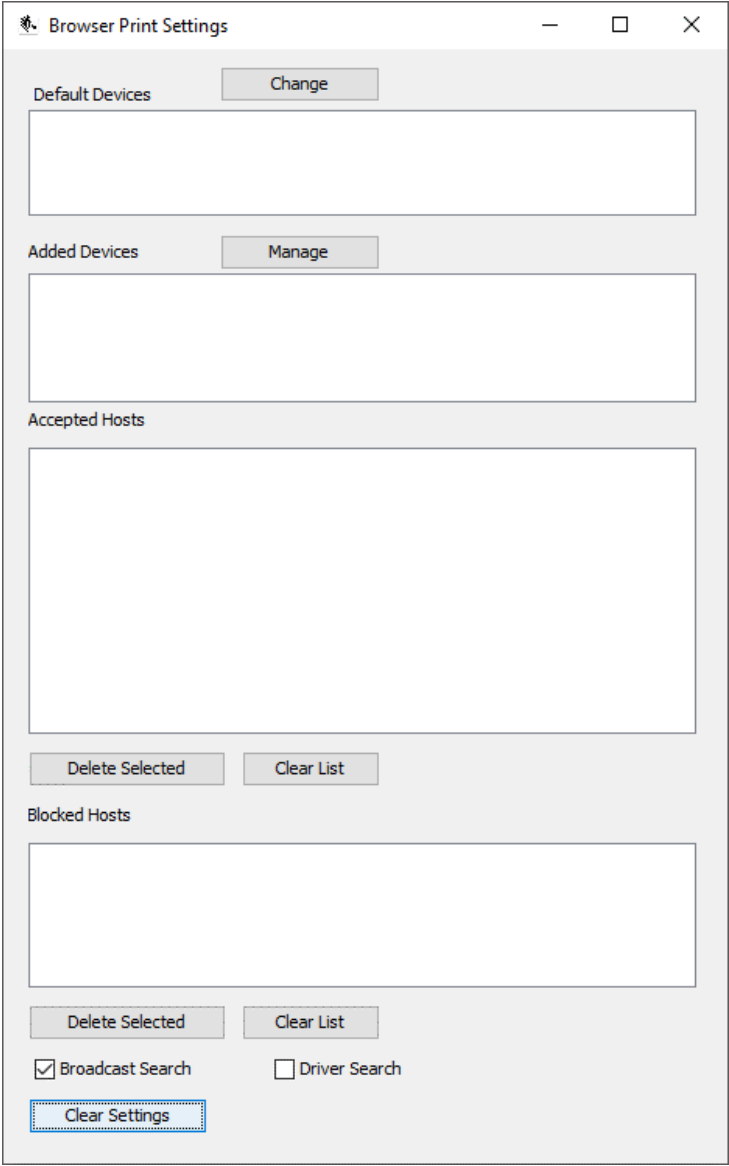 Browser Print Settings
Default Devices Change
Added Devices Manage
Accepted Hosts
Delete Selected Clear List
Blocked Hosts
Delete Selected Clear List
Broadcast Search Driver Search
Clear Settings